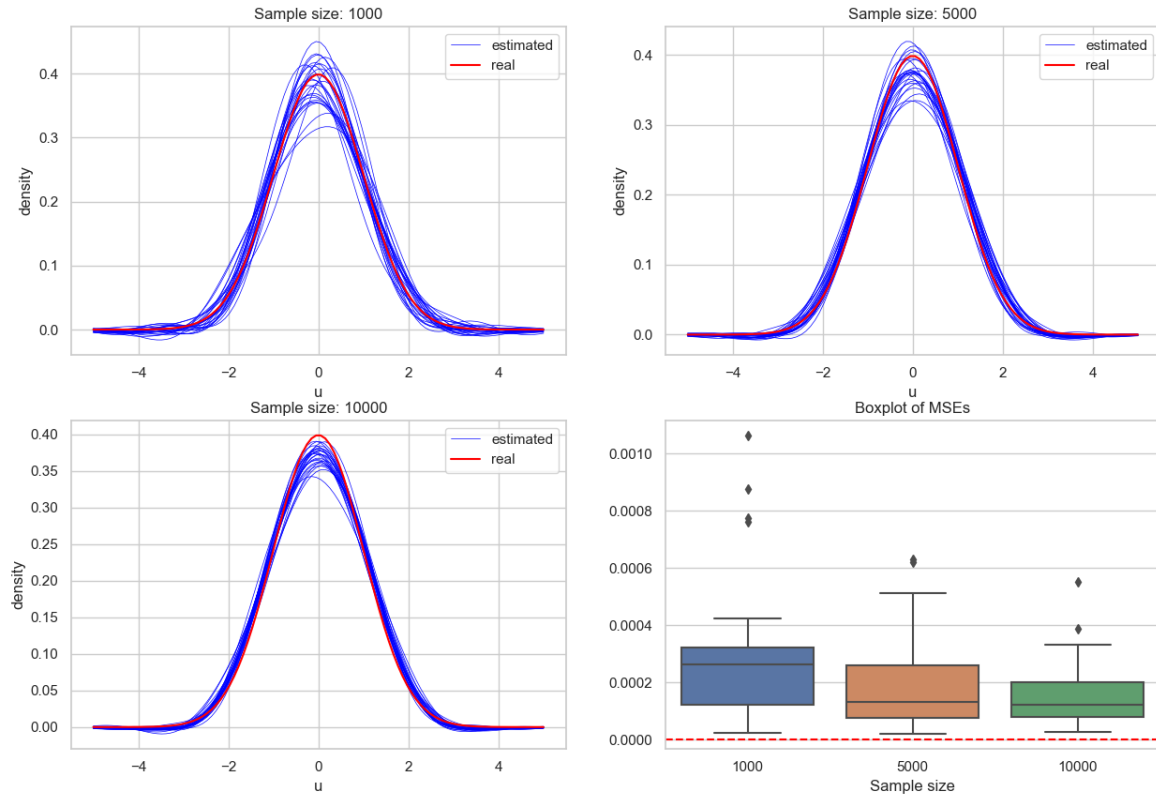 Sample size: 1000
estimated
real
0.4
0.3
0.2
0.1
0.0
density
−4 −2 0 2 4
u
Sample size: 5000
estimated
real
0.4
0.3
0.2
0.1
0.0
density
−4 −2 0 2 4
u
Sample size: 10000
estimated
real
0.40
0.35
0.30
0.25
0.20
0.15
0.10
0.05
0.00
density
−4 −2 0 2 4
u
Boxplot of MSEs
0.0010
0.0008
0.0006
0.0004
0.0002
0.0000
1000 5000 10000
Sample size